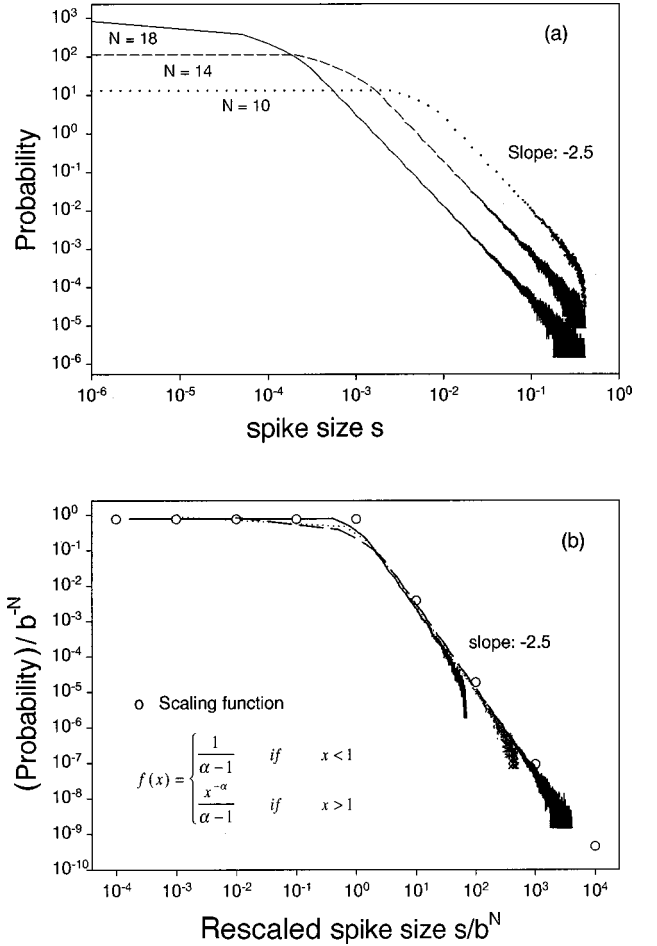 10^3
10^2
10^1
10^0
10^-1
10^-2
10^-3
10^-4
10^-5
10^-6
Probability
(a)
N = 18
N = 14
N = 10
Slope: -2.5
10^-6
10^-5
10^-4
10^-3
10^-2
10^-1
10^0
spike size s
10^0
10^-1
10^-2
10^-3
10^-4
10^-5
10^-6
10^-7
10^-8
10^-9
10^-10
(Probability)/ b^-N
(b)
slope: -2.5
o Scaling function
f(x) = { 1/(α−1) if x < 1
x^−α/(α−1) if x > 1
10^-4
10^-3
10^-2
10^-1
10^0
10^1
10^2
10^3
10^4
Rescaled spike size s/b^N